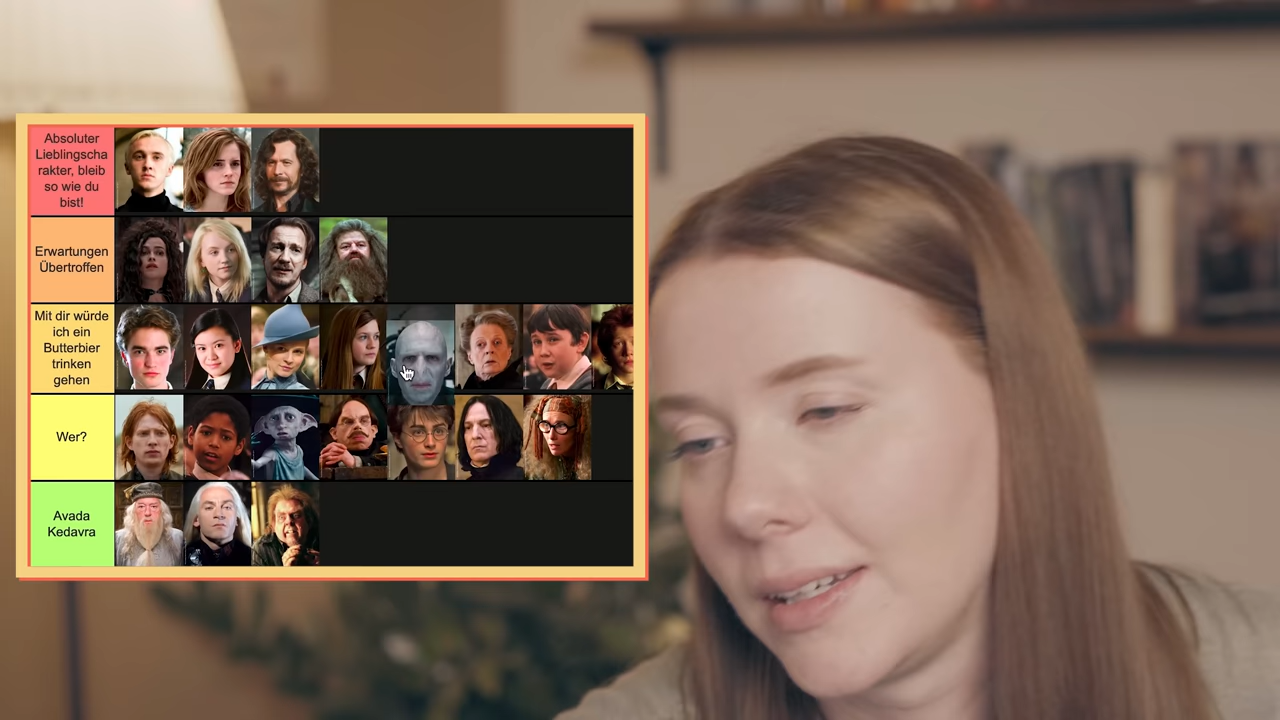 Absoluter
Lieblingscha
rakter, bleib
so wie du
bist!
Erwartungen
Übertroffen
Mit dir würde
ich ein
Butterbier
trinken
gehen
Wer?
Avada
Kedavra